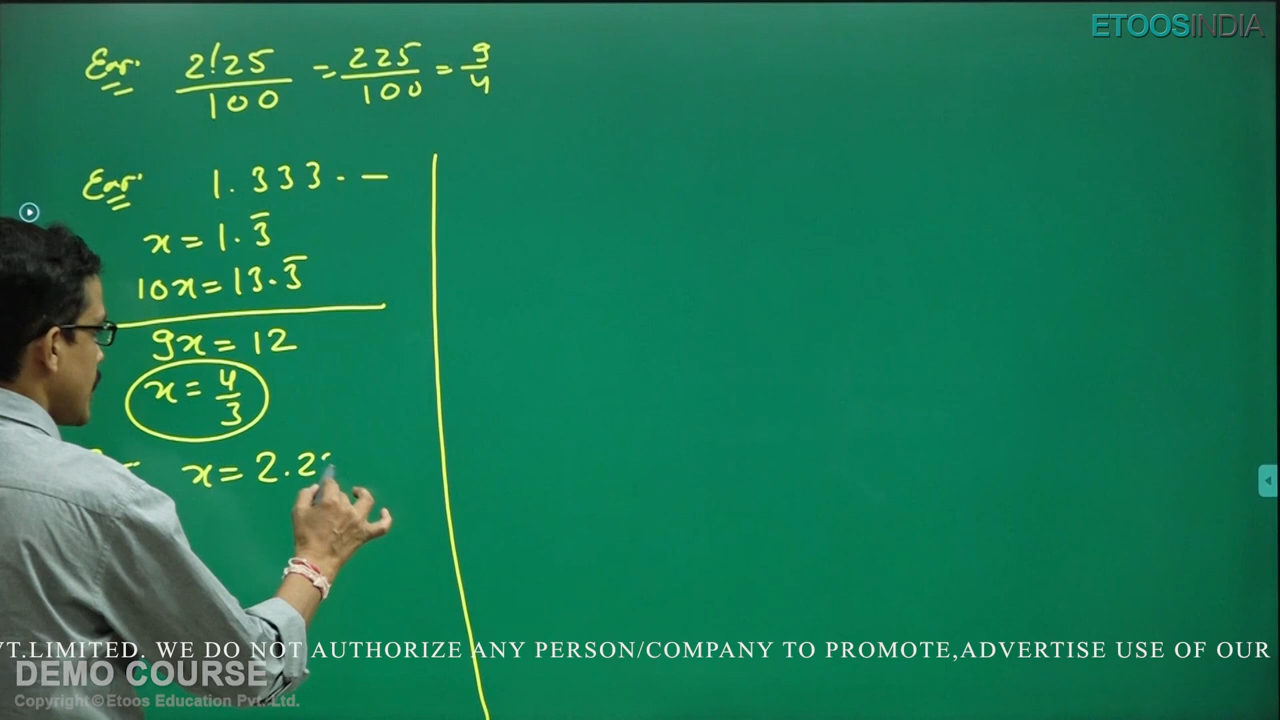 ETOOSINDIA
Ex: 2.25/100 = 225/100 = 9/4
Ex: 1.333. —
x = 1.3̅
10x = 13.3̅
9x = 12
x = 4/3
x = 2.2
VT.LIMITED. WE DO NOT AUTHORIZE ANY PERSON/COMPANY TO PROMOTE,ADVERTISE USE OF OUR
DEMO COURSE
Copyright © Etoos Education Pvt. Ltd.